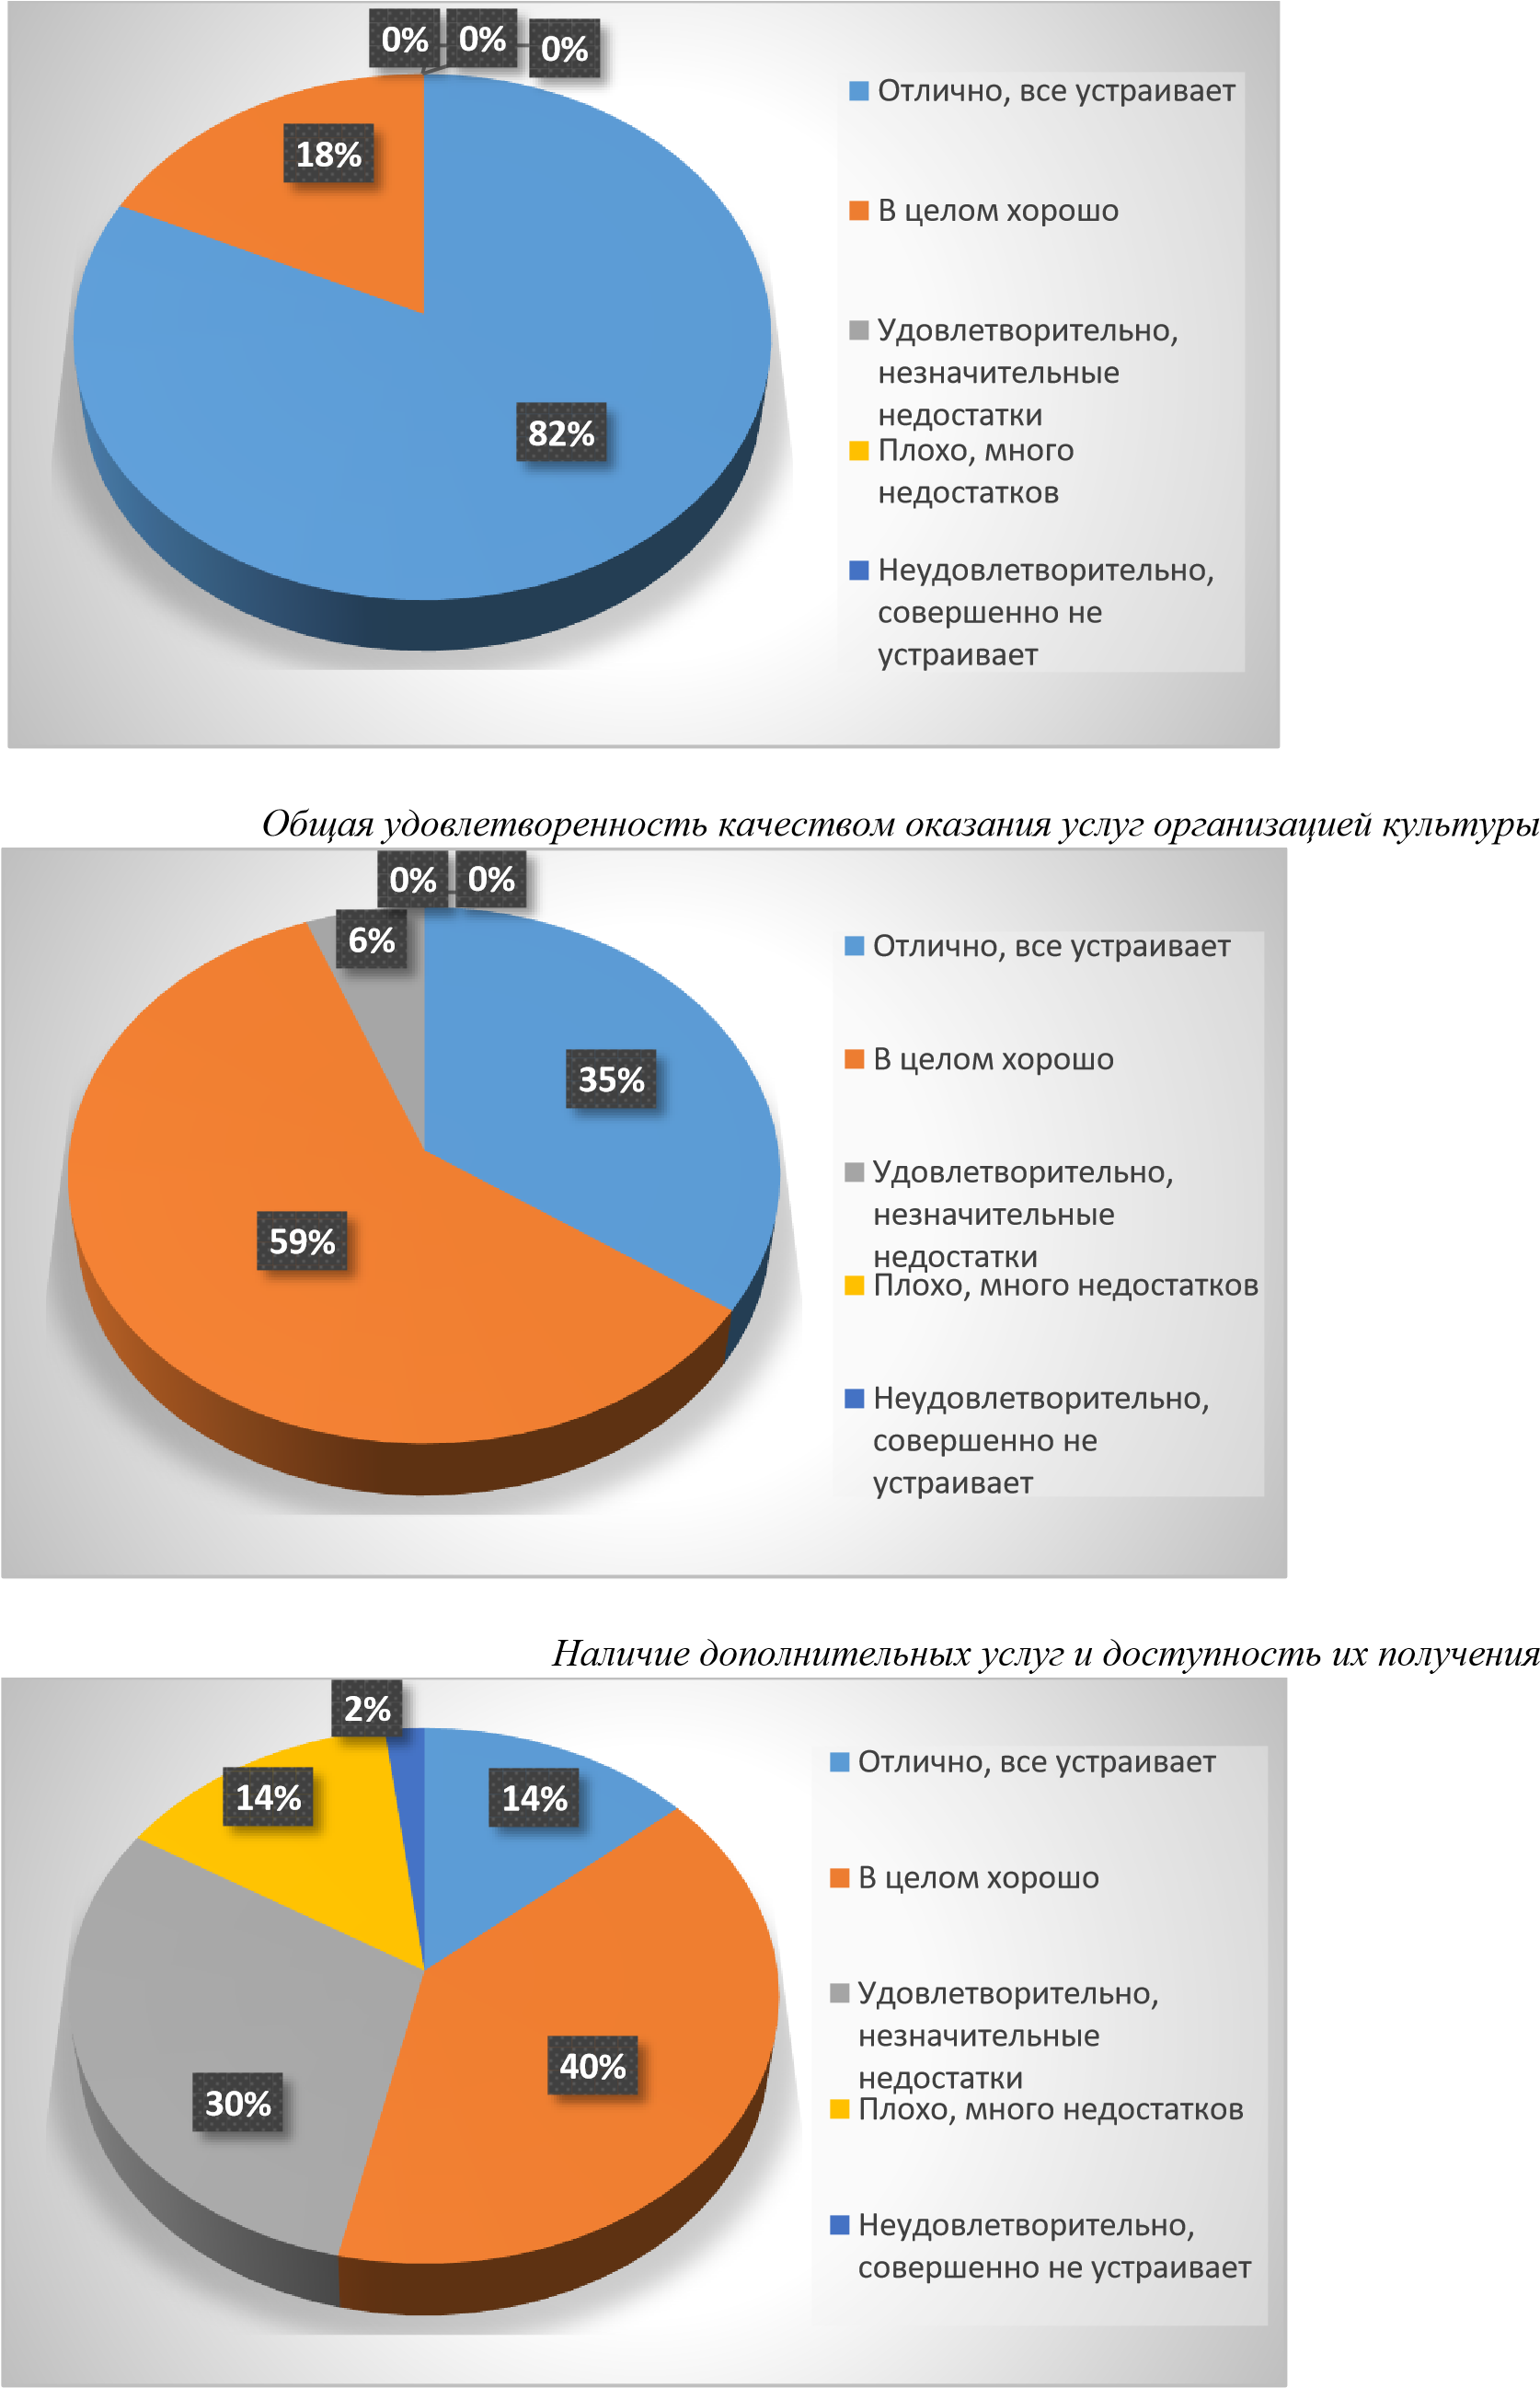 0% 0% 0%
18%
82%
Отлично, все устраивает
В целом хорошо
Удовлетворительно,
незначительные
недостатки
Плохо, много
недостатков
Неудовлетворительно,
совершенно не
устраивает
Общая удовлетворенность качеством оказания услуг организацией культуры
0% 0%
6%
35%
59%
Отлично, все устраивает
В целом хорошо
Удовлетворительно,
незначительные
недостатки
Плохо, много недостатков
Неудовлетворительно,
совершенно не
устраивает
Наличие дополнительных услуг и доступность их получения
2%
14%
14%
40%
30%
Отлично, все устраивает
В целом хорошо
Удовлетворительно,
незначительные
недостатки
Плохо, много недостатков
Неудовлетворительно,
совершенно не устраивает